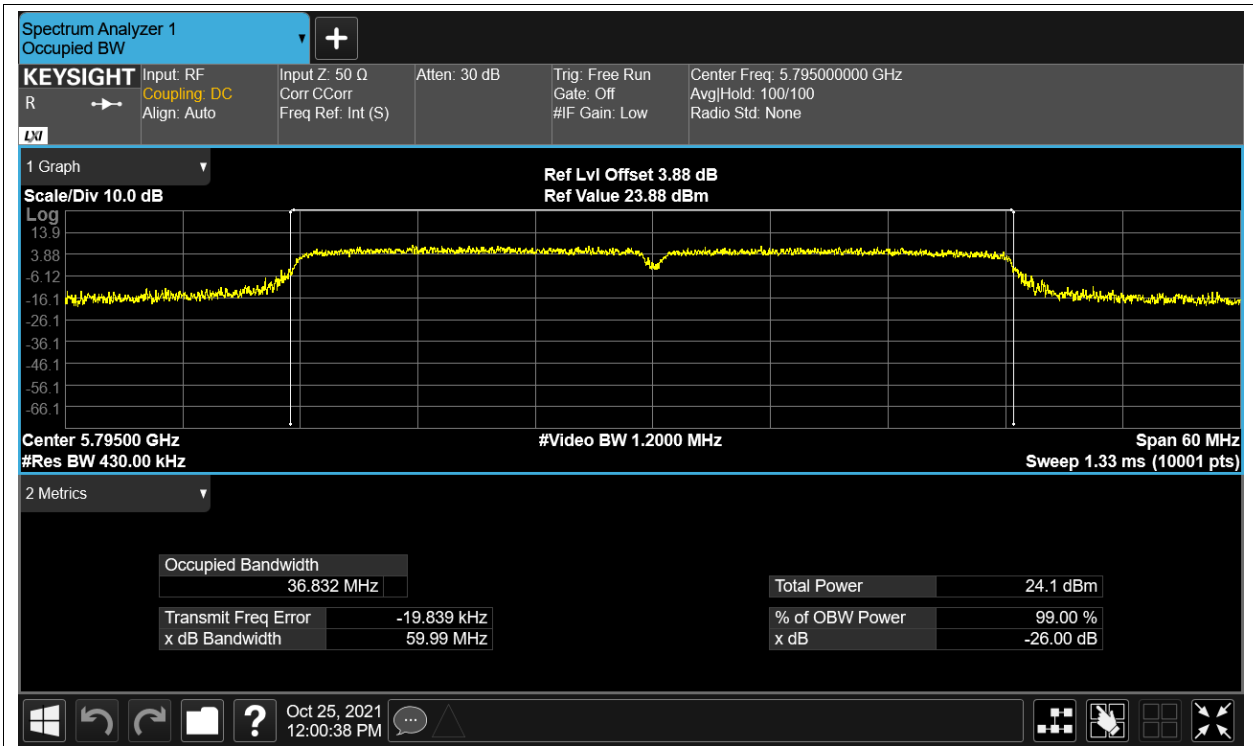 Spectrum Analyzer 1
Occupied BW
KEYSIGHT
R
LXI
Input: RF
Coupling: DC
Align: Auto
Input Z: 50 Ω
Corr CCorr
Freq Ref: Int (S)
Atten: 30 dB
Trig: Free Run
Gate: Off
#IF Gain: Low
Center Freq: 5.795000000 GHz
Avg|Hold: 100/100
Radio Std: None
1 Graph
Scale/Div 10.0 dB
Ref Lvl Offset 3.88 dB
Ref Value 23.88 dBm
Log
13.9
3.88
-6.12
-16.1
-26.1
-36.1
-46.1
-56.1
-66.1
Center 5.79500 GHz
#Res BW 430.00 kHz
#Video BW 1.2000 MHz
Span 60 MHz
Sweep 1.33 ms (10001 pts)
2 Metrics
Occupied Bandwidth
36.832 MHz
Transmit Freq Error -19.839 kHz
x dB Bandwidth 59.99 MHz
Total Power 24.1 dBm
% of OBW Power 99.00 %
x dB -26.00 dB
?
Oct 25, 2021
12:00:38 PM